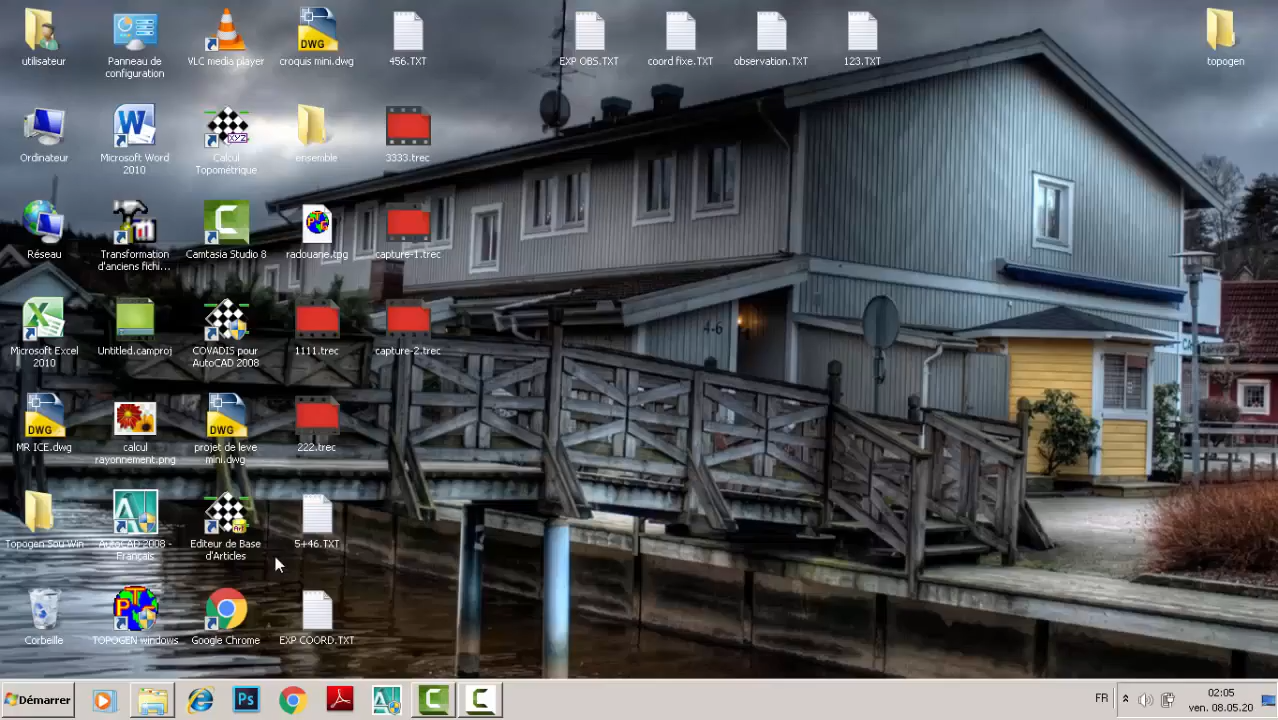 utilisateur
Panneau de
configuration
VLC media player
croquis mini.dwg
456.TXT
EXP OBS.TXT
coord fixe.TXT
observation.TXT
123.TXT
topogen
Ordinateur
Microsoft Word
2010
Calcul
Topométrique
ensemble
3333.trec
Réseau
Transformation
d'anciens fichi...
Camtasia Studio 8
radouane.tpg
capture-1.trec
Microsoft Excel
2010
Untitled.camproj
COVADIS pour
AutoCAD 2008
1111.trec
capture-2.trec
4-6
MR ICE.dwg
calcul
rayonnement.png
projet de leve
mini.dwg
222.trec
Topogen Sou Win
AutoCAD 2008 -
Français
Editeur de Base
d'Articles
5+46.TXT
Corbeille
TOPOGEN windows
Google Chrome
EXP COORD.TXT
Démarrer
FR
02:05
ven. 08.05.20